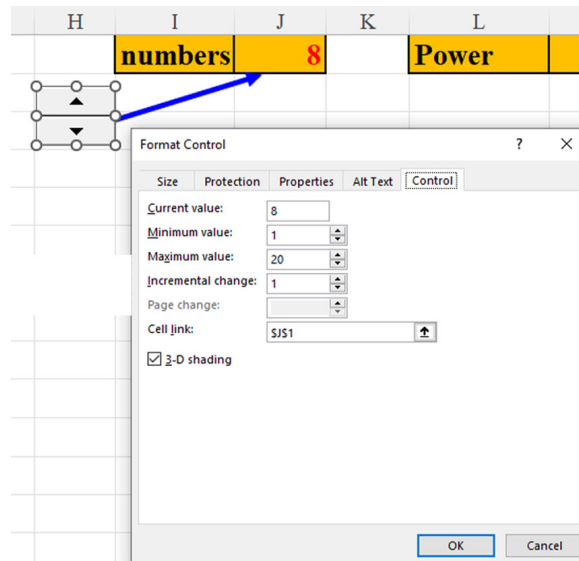 H I J K L
numbers 8 Power
Format Control ? ✕
Size Protection Properties Alt Text Control
Current value: 8
Minimum value: 1
Maximum value: 20
Incremental change: 1
Page change:
Cell link: $J$1
3-D shading
OK Cancel